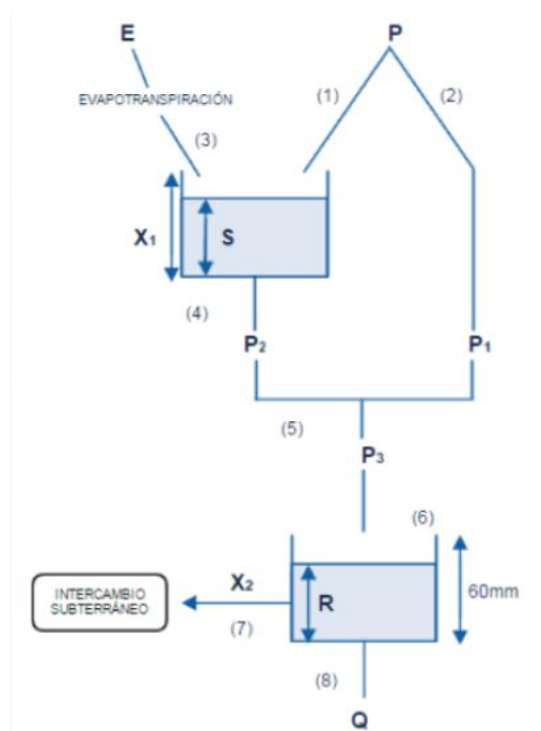 E
P
EVAPOTRANSPIRACIÓN
(1)
(2)
(3)
X₁
S
(4)
P₂
P₁
(5)
P₃
(6)
X₂
60mm
INTERCAMBIO
SUBTERRÁNEO
R
(7)
(8)
Q